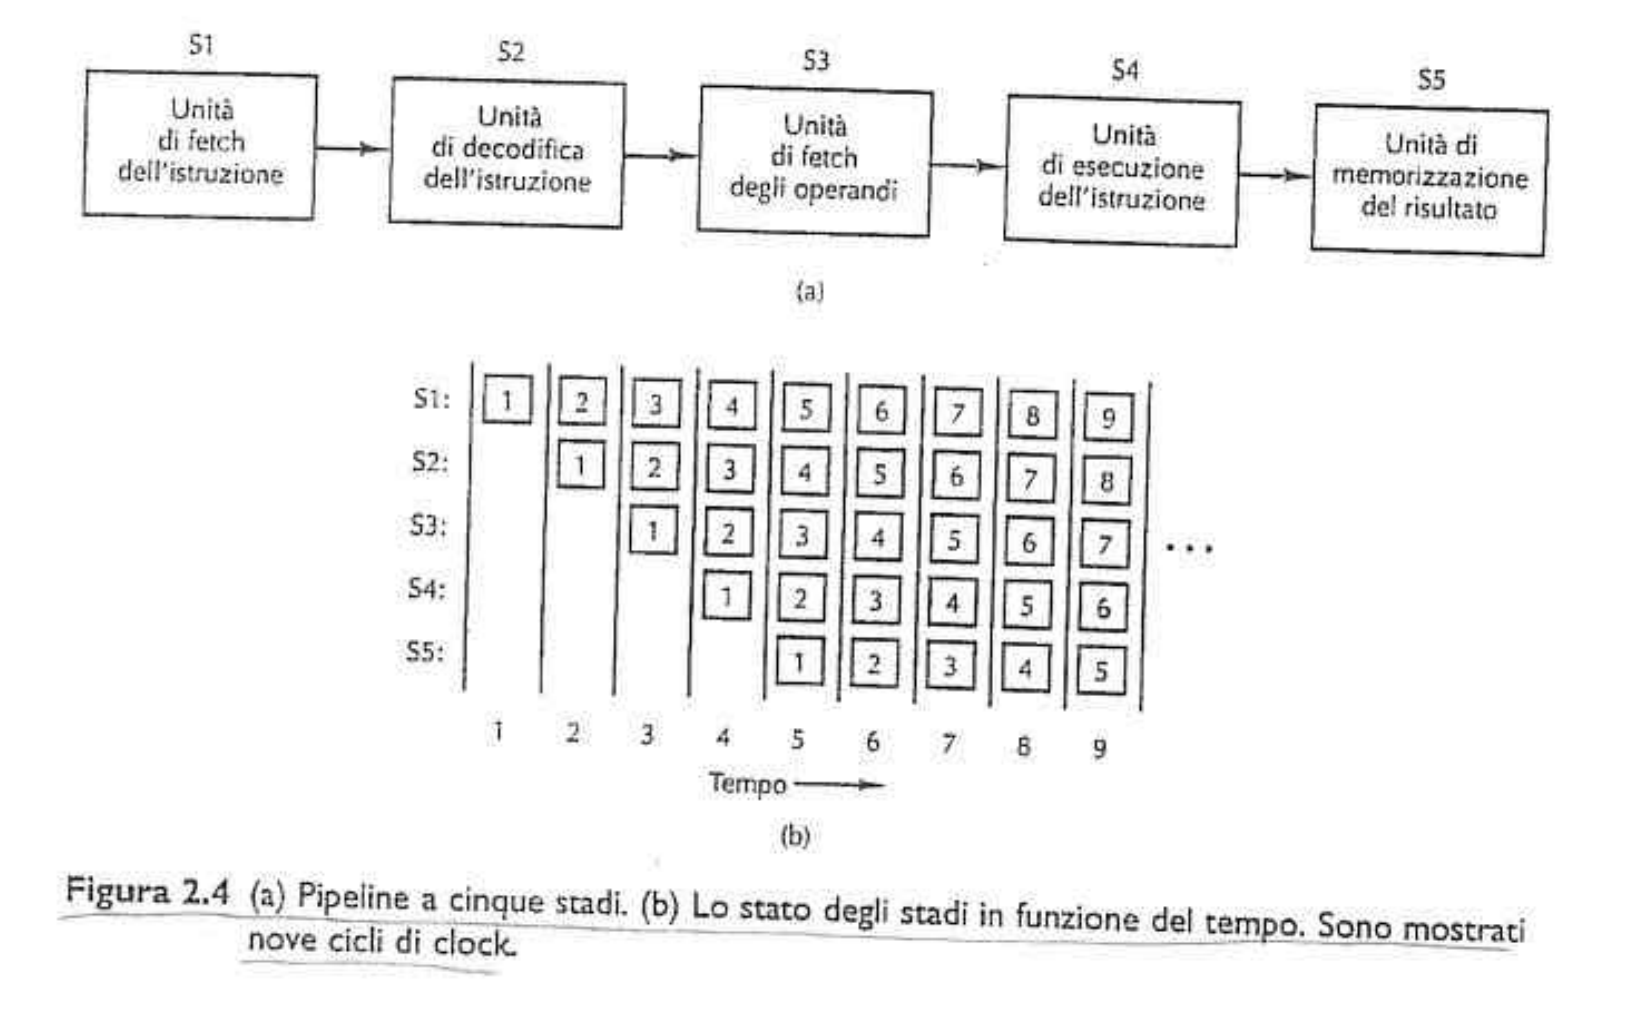 S1
S2
S3
S4
S5
Unità
di fetch
dell'istruzione
Unità
di decodifica
dell'istruzione
Unità
di fetch
degli operandi
Unità
di esecuzione
dell'istruzione
Unità di
memorizzazione
del risultato
(a)
S1: 1 2 3 4 5 6 7 8 9
S2: 1 2 3 4 5 6 7 8
S3: 1 2 3 4 5 6 7 ...
S4: 1 2 3 4 5 6
S5: 1 2 3 4 5
1 2 3 4 5 6 7 8 9
Tempo
(b)
Figura 2.4 (a) Pipeline a cinque stadi. (b) Lo stato degli stadi in funzione del tempo. Sono mostrati
nove cicli di clock.